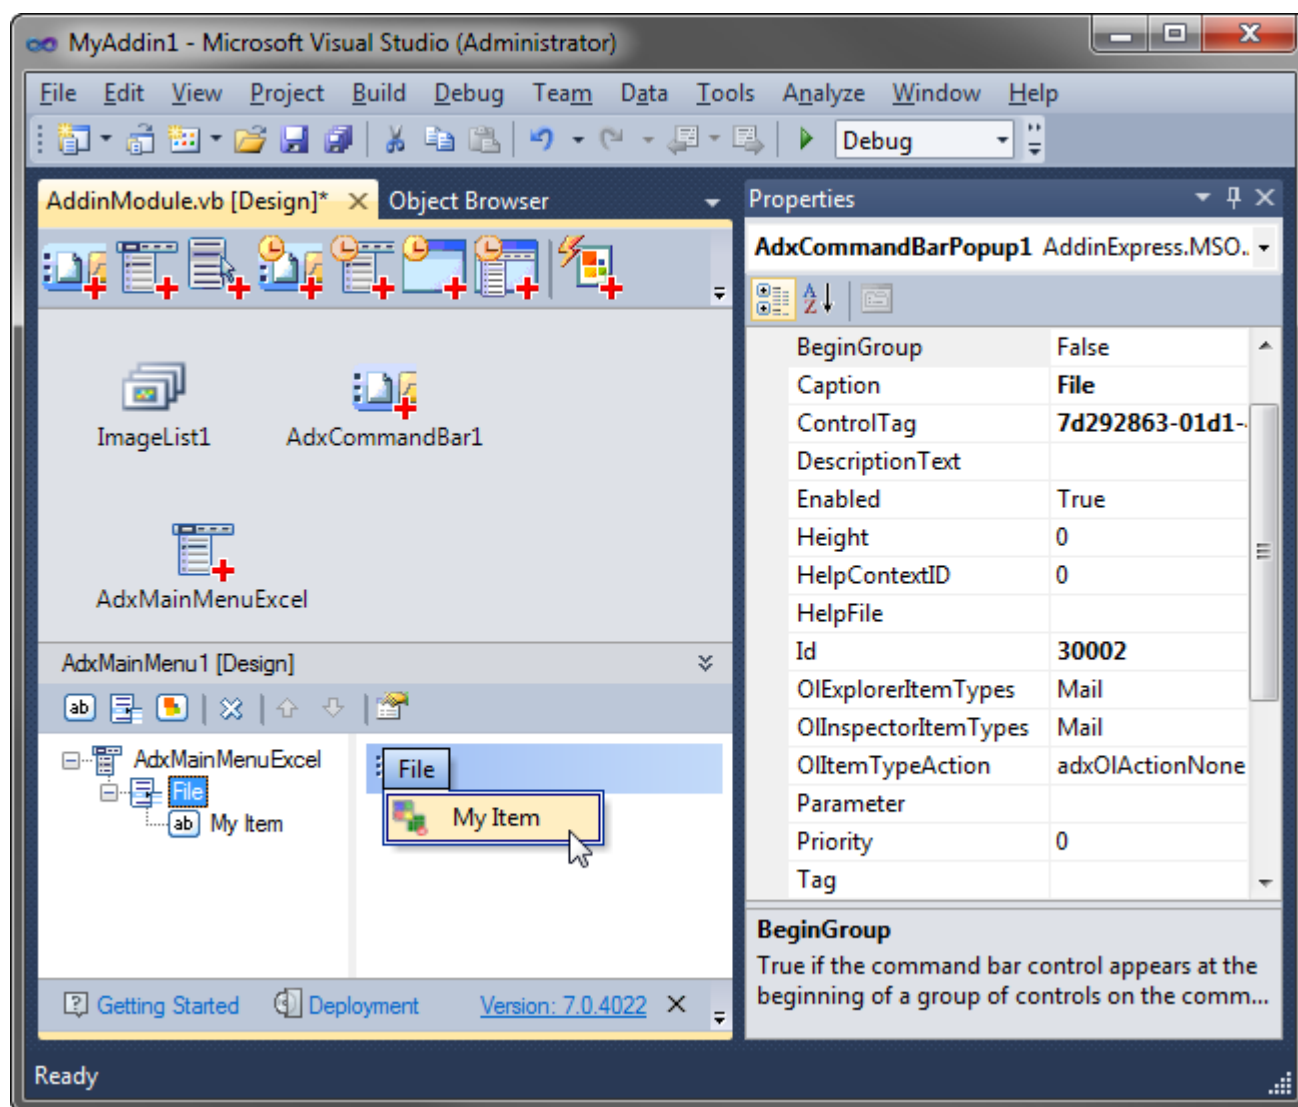 MyAddin1 - Microsoft Visual Studio (Administrator)
File Edit View Project Build Debug Team Data Tools Analyze Window Help
Debug
AddinModule.vb [Design]* Object Browser
ImageList1 AdxCommandBar1
AdxMainMenuExcel
AdxMainMenu1 [Design]
ab
AdxMainMenuExcel
File
ab My Item
File
My Item
Getting Started Deployment Version: 7.0.4022
Properties
AdxCommandBarPopup1 AddinExpress.MSO..
BeginGroup False
Caption File
ControlTag 7d292863-01d1-
DescriptionText
Enabled True
Height 0
HelpContextID 0
HelpFile
Id 30002
OlExplorerItemTypes Mail
OlInspectorItemTypes Mail
OlItemTypeAction adxOlActionNone
Parameter
Priority 0
Tag
BeginGroup
True if the command bar control appears at the
beginning of a group of controls on the comm...
Ready